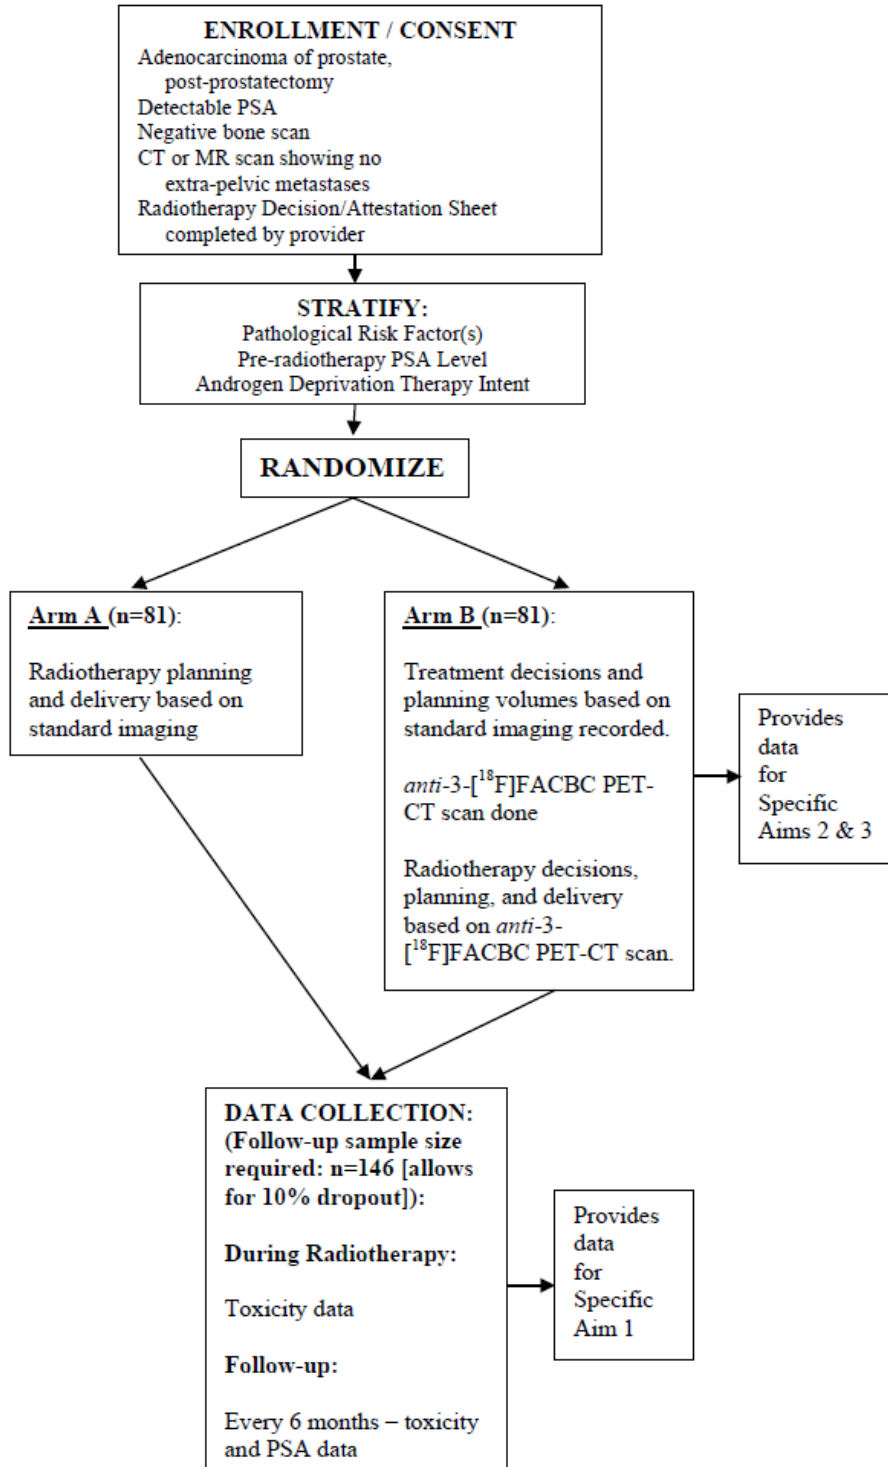 ENROLLMENT / CONSENT
Adenocarcinoma of prostate,
post-prostatectomy
Detectable PSA
Negative bone scan
CT or MR scan showing no
extra-pelvic metastases
Radiotherapy Decision/Attestation Sheet
completed by provider
STRATIFY:
Pathological Risk Factor(s)
Pre-radiotherapy PSA Level
Androgen Deprivation Therapy Intent
RANDOMIZE
Arm A (n=81):
Radiotherapy planning
and delivery based on
standard imaging
Arm B (n=81):
Treatment decisions and
planning volumes based on
standard imaging recorded.
anti-3-[¹⁸F]FACBC PET-
CT scan done
Radiotherapy decisions,
planning, and delivery
based on anti-3-
[¹⁸F]FACBC PET-CT scan.
Provides
data
for
Specific
Aims 2 & 3
DATA COLLECTION:
(Follow-up sample size
required: n=146 [allows
for 10% dropout]):
During Radiotherapy:
Toxicity data
Follow-up:
Every 6 months – toxicity
and PSA data
Provides
data
for
Specific
Aim 1